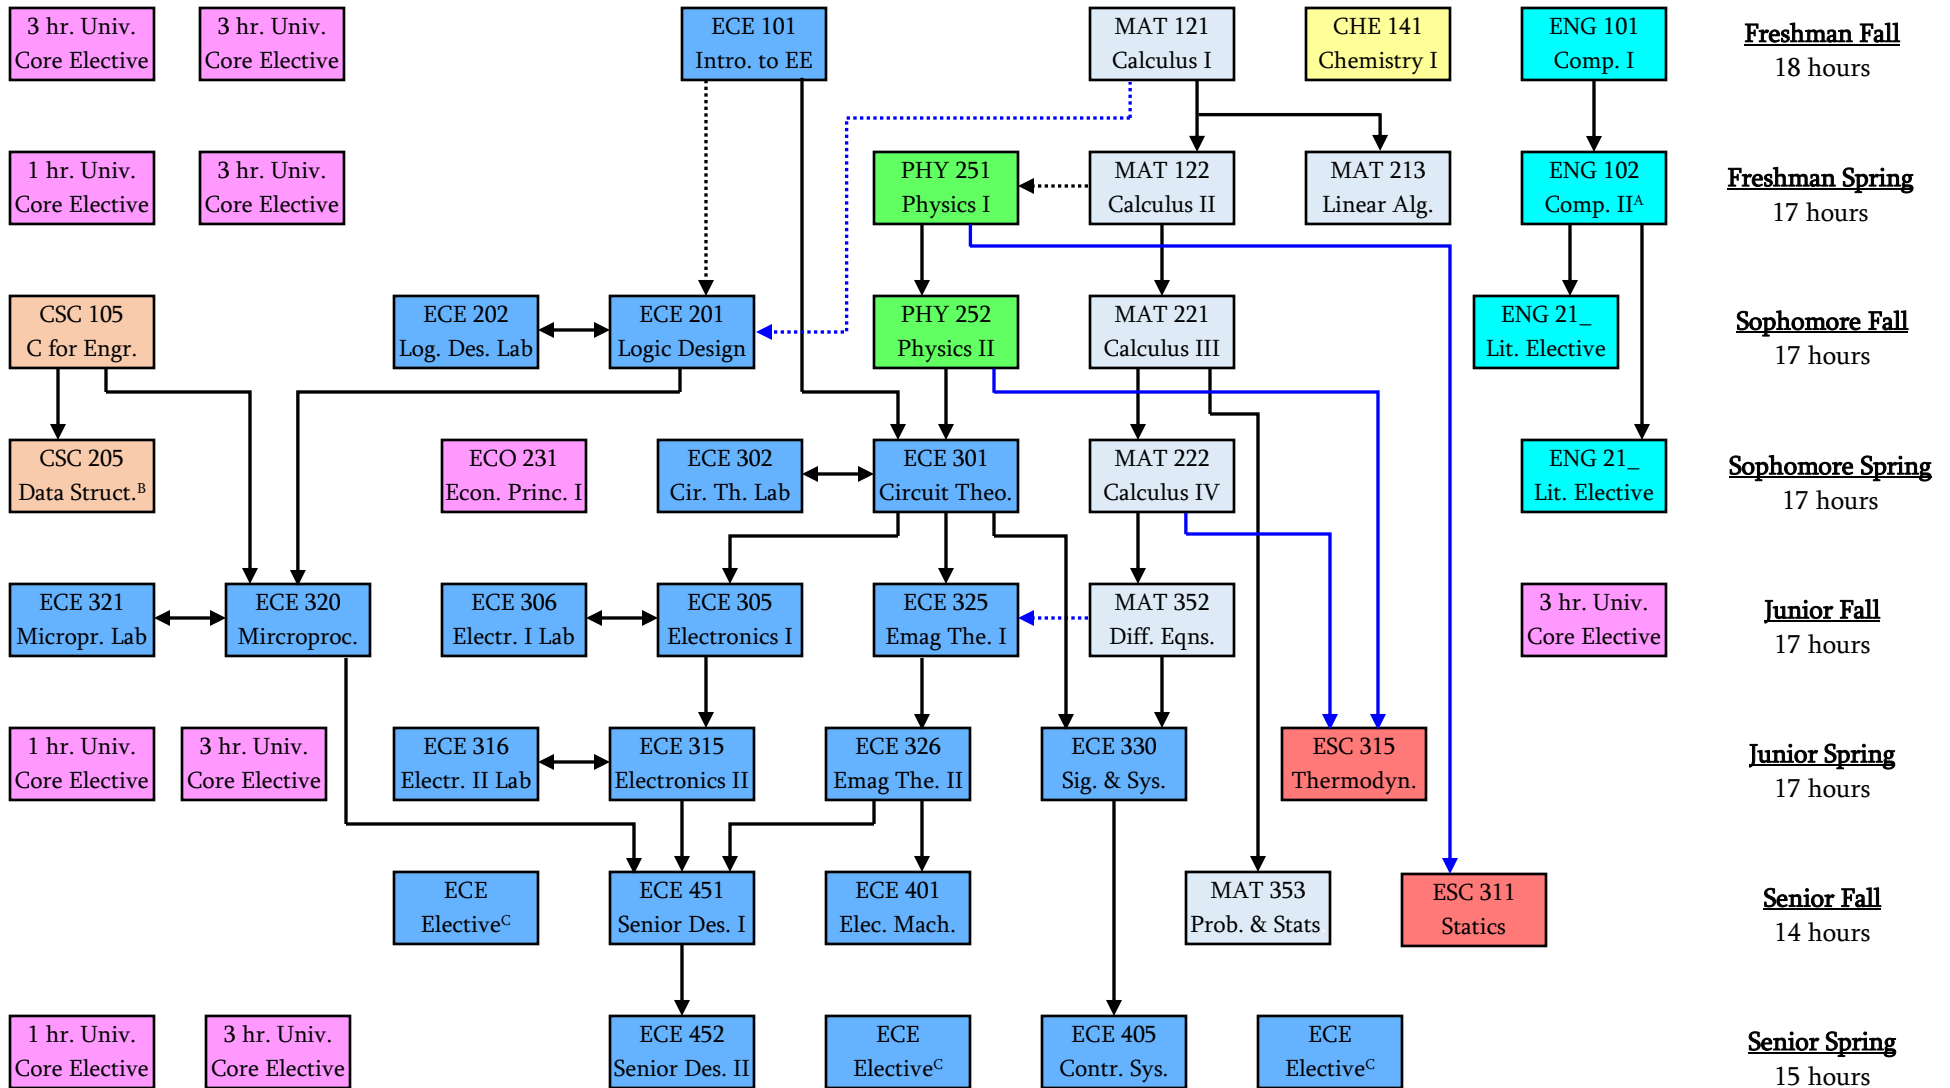 3 hr. Univ.
Core Elective
3 hr. Univ.
Core Elective
ECE 101
Intro. to EE
MAT 121
Calculus I
CHE 141
Chemistry I
ENG 101
Comp. I
Freshman Fall
18 hours
1 hr. Univ.
Core Elective
3 hr. Univ.
Core Elective
PHY 251
Physics I
MAT 122
Calculus II
MAT 213
Linear Alg.
ENG 102
Comp. IIᴬ
Freshman Spring
17 hours
CSC 105
C for Engr.
ECE 202
Log. Des. Lab
ECE 201
Logic Design
PHY 252
Physics II
MAT 221
Calculus III
ENG 21_
Lit. Elective
Sophomore Fall
17 hours
CSC 205
Data Struct.ᴮ
ECO 231
Econ. Princ. I
ECE 302
Cir. Th. Lab
ECE 301
Circuit Theo.
MAT 222
Calculus IV
ENG 21_
Lit. Elective
Sophomore Spring
17 hours
ECE 321
Micropr. Lab
ECE 320
Mircroproc.
ECE 306
Electr. I Lab
ECE 305
Electronics I
ECE 325
Emag The. I
MAT 352
Diff. Eqns.
3 hr. Univ.
Core Elective
Junior Fall
17 hours
1 hr. Univ.
Core Elective
3 hr. Univ.
Core Elective
ECE 316
Electr. II Lab
ECE 315
Electronics II
ECE 326
Emag The. II
ECE 330
Sig. & Sys.
ESC 315
Thermodyn.
Junior Spring
17 hours
ECE
Electiveᶜ
ECE 451
Senior Des. I
ECE 401
Elec. Mach.
MAT 353
Prob. & Stats
ESC 311
Statics
Senior Fall
14 hours
1 hr. Univ.
Core Elective
3 hr. Univ.
Core Elective
ECE 452
Senior Des. II
ECE
Electiveᶜ
ECE 405
Contr. Sys.
ECE
Electiveᶜ
Senior Spring
15 hours